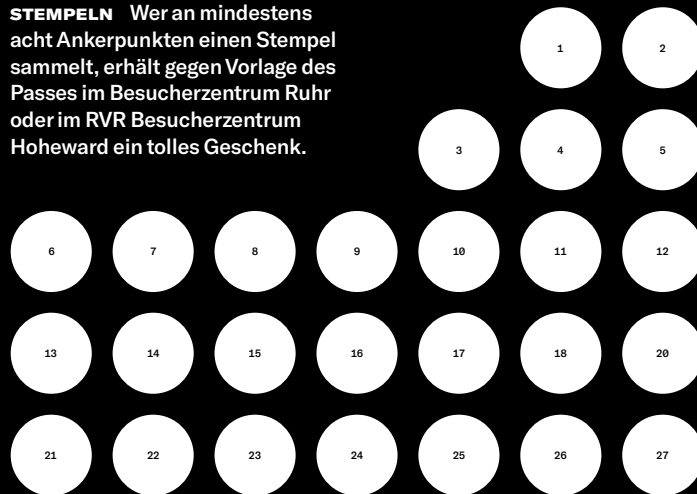 STEMPELN Wer an mindestens
acht Ankerpunkten einen Stempel
sammelt, erhält gegen Vorlage des
Passes im Besucherzentrum Ruhr
oder im RVR Besucherzentrum
Hoheward ein tolles Geschenk.
1 2
3 4 5
6 7 8 9 10 11 12
13 14 15 16 17 18 20
21 22 23 24 25 26 27